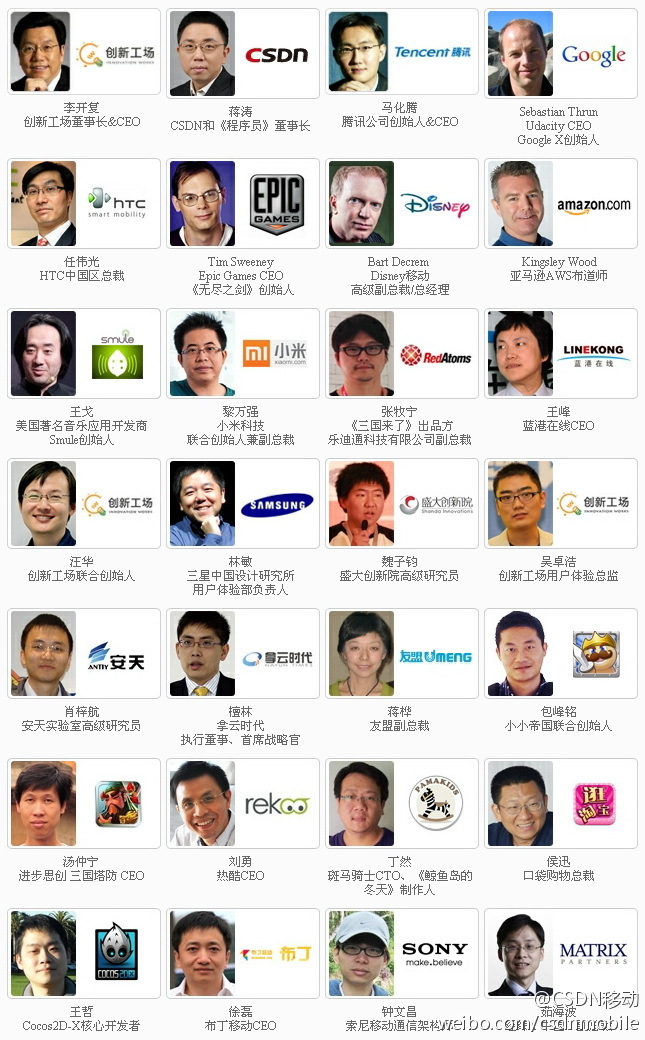 创新工场
INNOVATION WORKS
CSDN
Tencent 腾讯
Google
李开复
创新工场董事长&CEO
蒋涛
CSDN和《程序员》董事长
马化腾
腾讯公司创始人&CEO
Sebastian Thrun
Udacity CEO
Google X创始人
htc
smart mobility
EPIC
GAMES
Disney
amazon.com
任伟光
HTC中国区总裁
Tim Sweeney
Epic Games CEO
《无尽之剑》创始人
Bart Decrem
Disney移动
高级副总裁/总经理
Kingsley Wood
亚马逊AWS布道师
smule
小米
xiaomi.com
RedAtoms
LINEKONG
蓝港在线
王戈
美国著名音乐应用开发商
Smule创始人
黎万强
小米科技
联合创始人兼副总裁
张牧宁
《三国来了》出品方
乐迪通科技有限公司副总裁
王峰
蓝港在线CEO
创新工场
INNOVATION WORKS
SAMSUNG
盛大创新院
Shanda Innovations
创新工场
INNOVATION WORKS
汪华
创新工场联合创始人
林敏
三星中国设计研究所
用户体验部负责人
魏子钧
盛大创新院高级研究员
吴卓浩
创新工场用户体验总监
ANTIY 安天
拿云时代
NAYUN TIMES
友盟 UMENG
肖梓航
安天实验室高级研究员
檀林
拿云时代
执行董事、首席战略官
蒋桦
友盟副总裁
包峰铭
小小帝国联合创始人
rekoo
PAMAKIDS
逛
淘宝
汤仲宁
进步思创 三国塔防 CEO
刘勇
热酷CEO
丁然
斑马骑士CTO、《鲸鱼岛的
冬天》制作人
侯迅
口袋购物总裁
COCOS2D-X
布丁移动
布丁
SONY
make.believe
MATRIX
PARTNERS
王哲
Cocos2D-X核心开发者
徐磊
布丁移动CEO
钟文昌
索尼移动通信架构
茹海波
@CSDN移动
weibo.com/csdnmobile